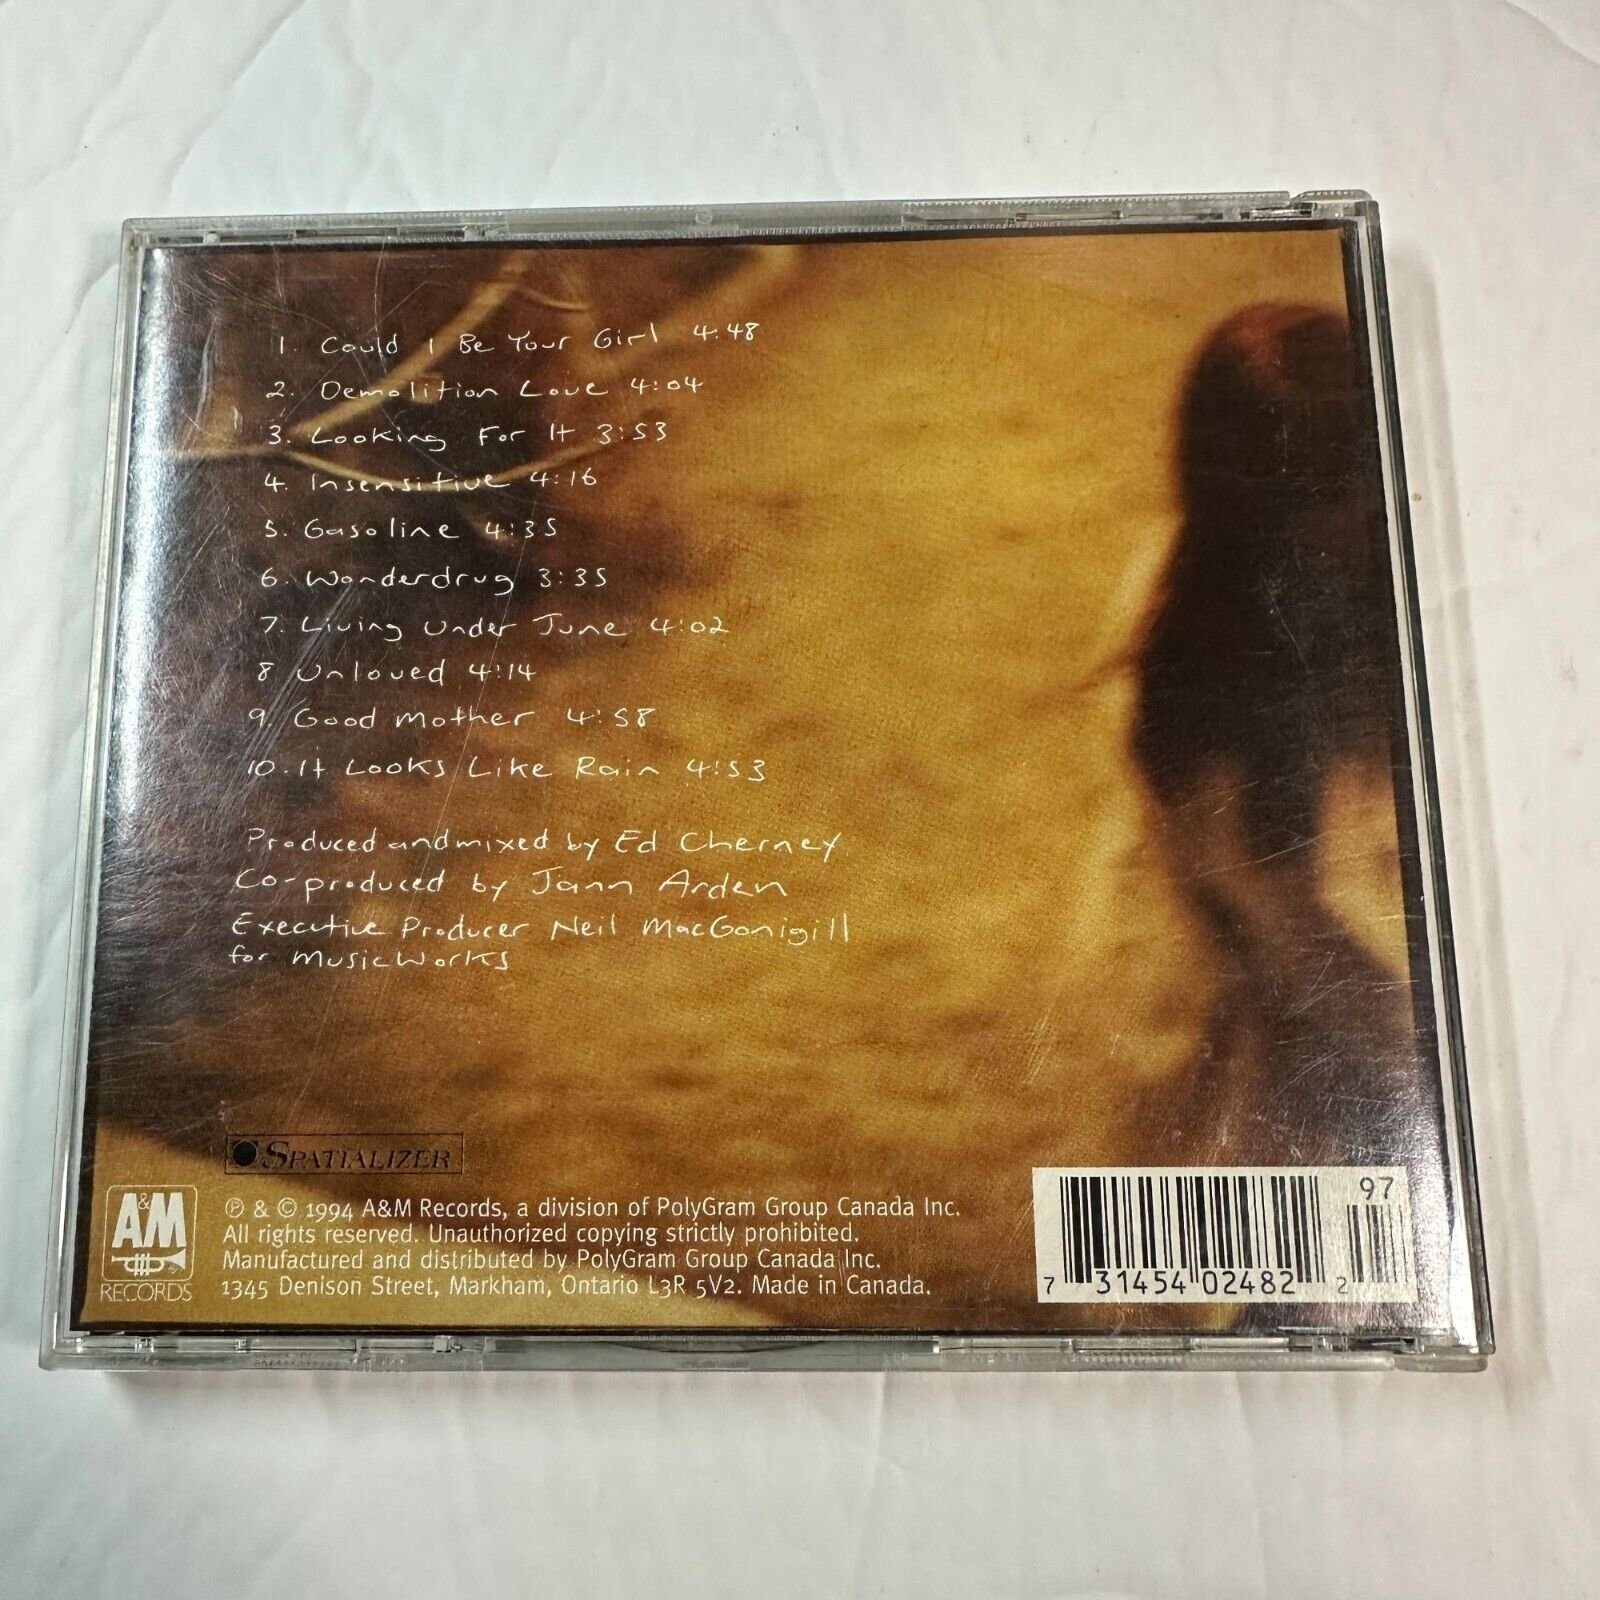 1. Could I Be Your Girl 4:48
2. Demolition Love 4:04
3. Looking For It 3:53
4. Insensitive 4:16
5. Gasoline 4:35
6. Wonderdrug 3:35
7. Living Under June 4:02
8 Unloved 4:14
9. Good Mother 4:58
10. It Looks Like Rain 4:53
Produced and mixed by Ed Cherney
Co-produced by Jann Arden
Executive Producer Neil MacGonigill
for MusicWorks
SPATIALIZER
A&M
RECORDS
℗ & © 1994 A&M Records, a division of PolyGram Group Canada Inc.
All rights reserved. Unauthorized copying strictly prohibited.
Manufactured and distributed by PolyGram Group Canada Inc.
1345 Denison Street, Markham, Ontario L3R 5V2. Made in Canada.
97
7 31454 02482 2